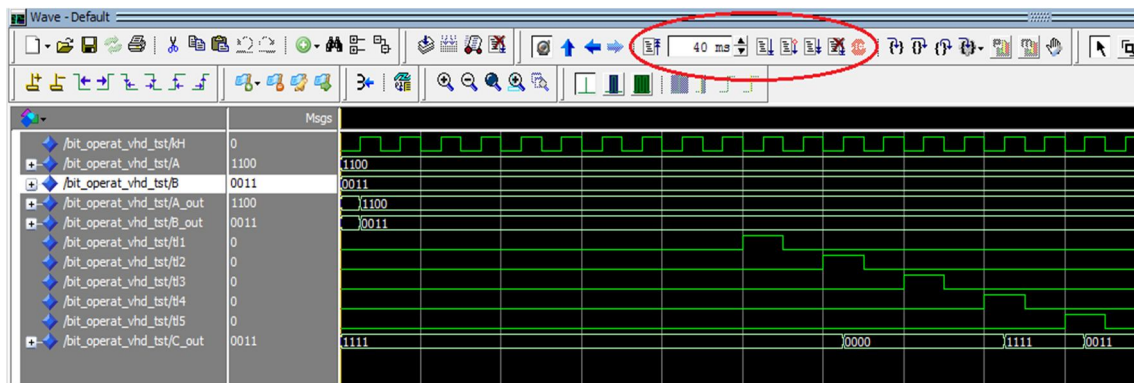 Wave - Default
40 ms
Msgs
/bit_operat_vhd_tst/kH 0
/bit_operat_vhd_tst/A 1100 1100
/bit_operat_vhd_tst/B 0011 0011
/bit_operat_vhd_tst/A_out 1100 1100
/bit_operat_vhd_tst/B_out 0011 0011
/bit_operat_vhd_tst/tl1 0
/bit_operat_vhd_tst/tl2 0
/bit_operat_vhd_tst/tl3 0
/bit_operat_vhd_tst/tl4 0
/bit_operat_vhd_tst/tl5 0
/bit_operat_vhd_tst/C_out 0011 1111 0000 1111 0011